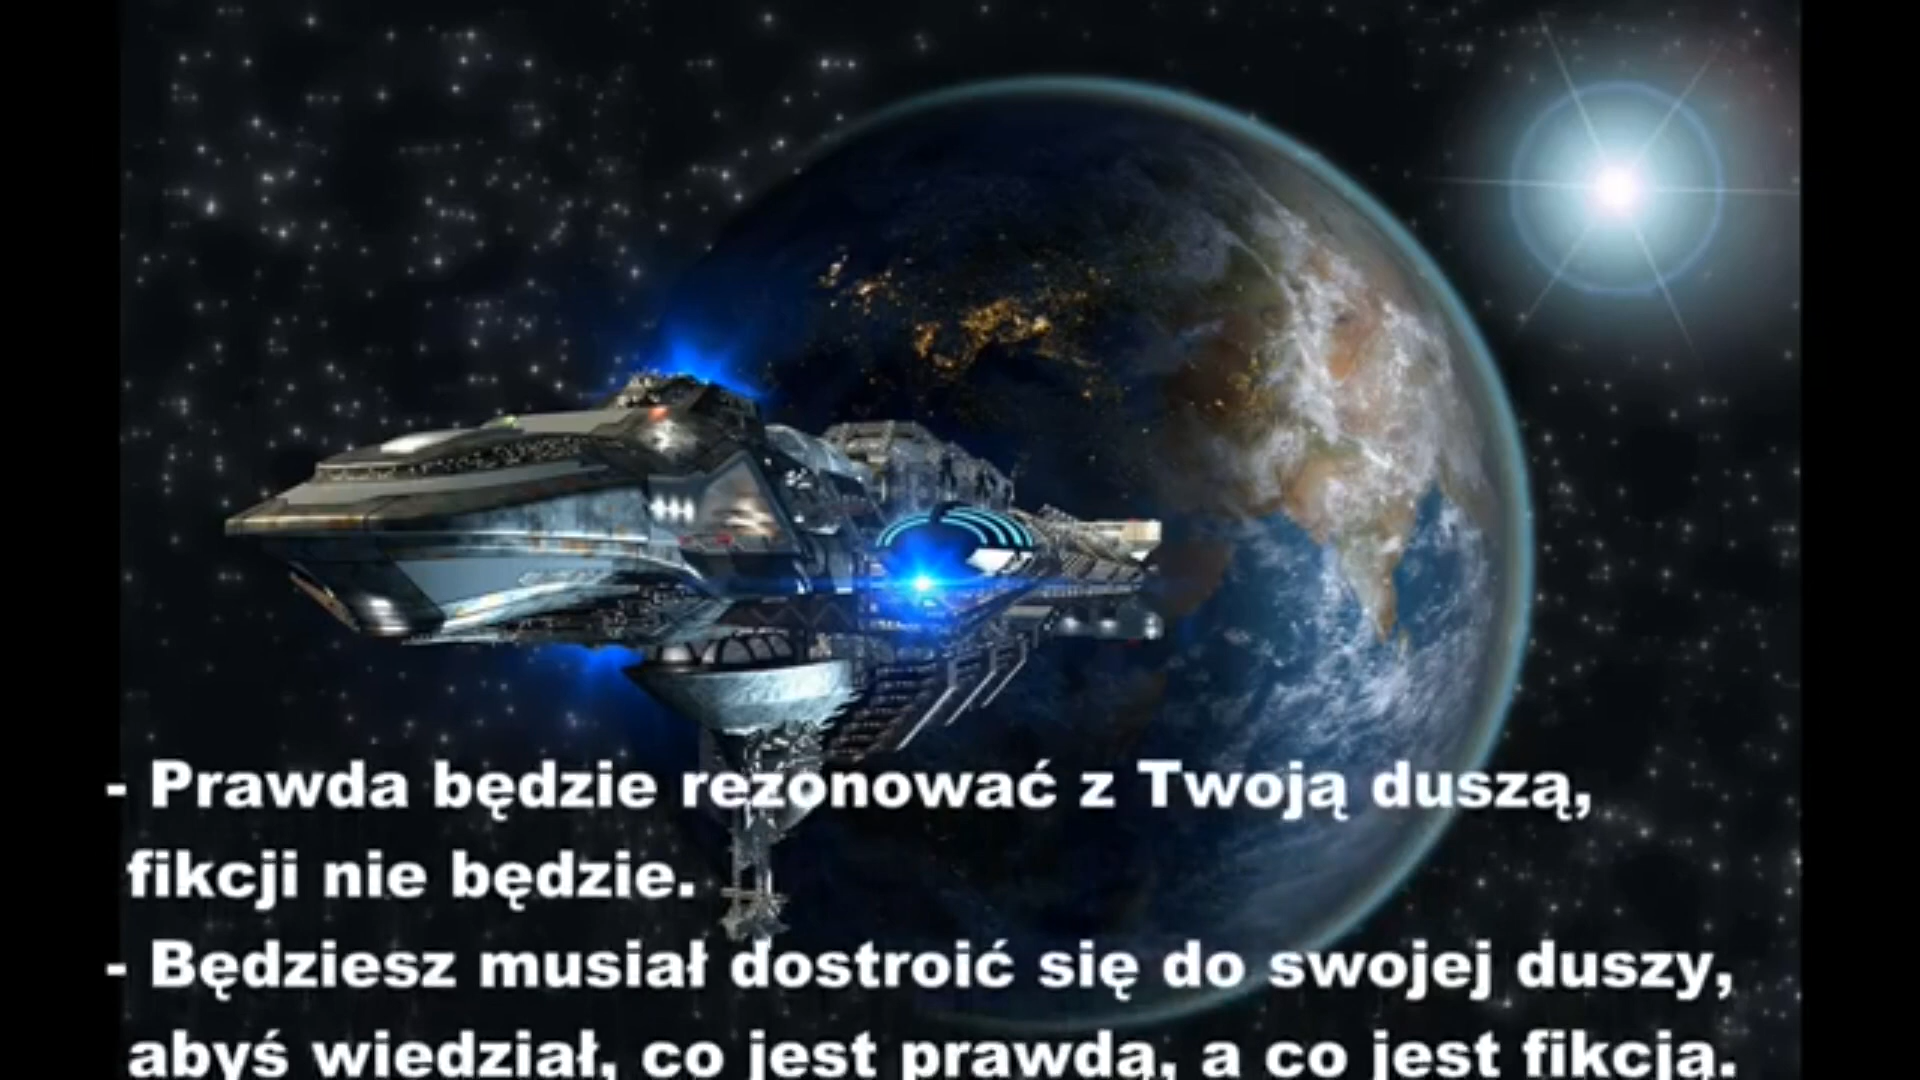 - Prawda będzie rezonować z Twoją duszą,
fikcji nie będzie.
- Będziesz musiał dostroić się do swojej duszy,
abyś wiedział, co jest prawdą, a co jest fikcją.